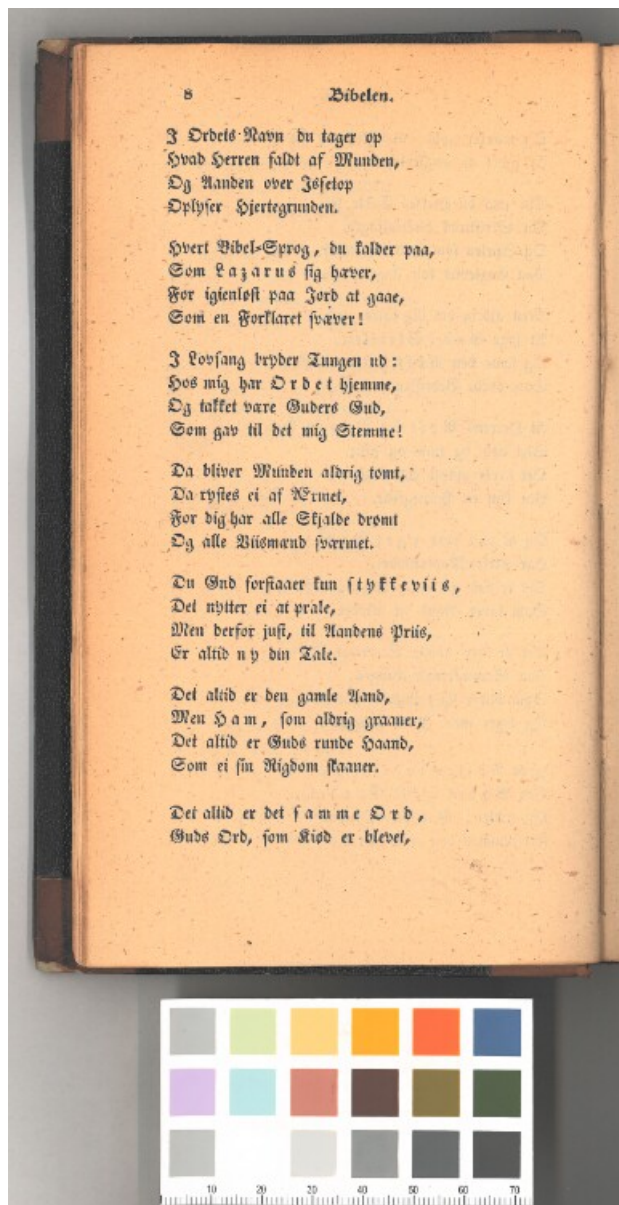 8 Bibelen.
I Ordets Navn du tager op
Hvad Herren faldt af Munden,
Og Aanden over Issetop
Oplyser Hjertegrunden.
Hvert Bibel-Sprog, du kalder paa,
Som Lazarus sig hæver,
For igienløst paa Jord at gaae,
Som en Forklaret svæver!
I Lovsang bryder Tungen ud:
Hos mig har Ordet hjemme,
Og takket være Guders Gud,
Som gav til det mig Stemme!
Da bliver Munden aldrig tomt,
Da rystes ei af Ærmet,
For dig har alle Skjalde drømt
Og alle Viismænd sværmet.
Du Gud forstaaer kun stykkeviis,
Det nytter ei at prale,
Men derfor just, til Aandens Priis,
Er altid ny din Tale.
Det altid er den gamle Aand,
Men Ham, som aldrig graaner,
Det altid er Guds runde Haand,
Som ei sin Rigdom skaaner.
Det altid er det samme Ord,
Guds Ord, som Kiød er blevet,
10 20 30 40 50 60 70